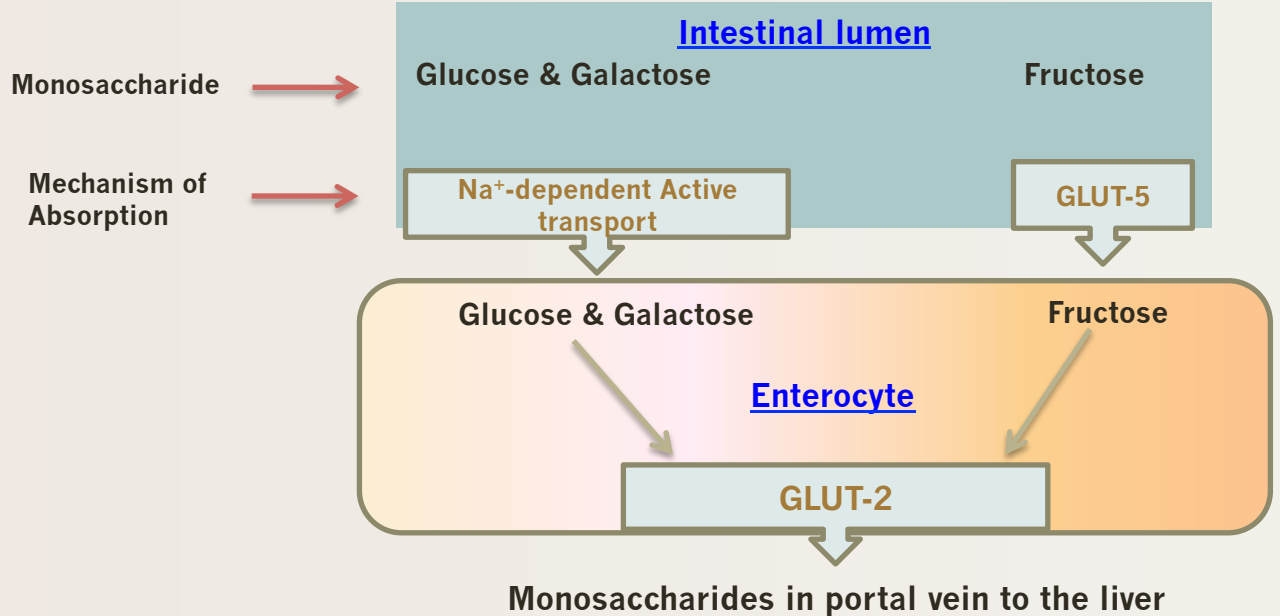 Intestinal lumen
Monosaccharide
Glucose & Galactose
Fructose
Mechanism of
Absorption
Na⁺-dependent Active
transport
GLUT-5
Glucose & Galactose
Fructose
Enterocyte
GLUT-2
Monosaccharides in portal vein to the liver